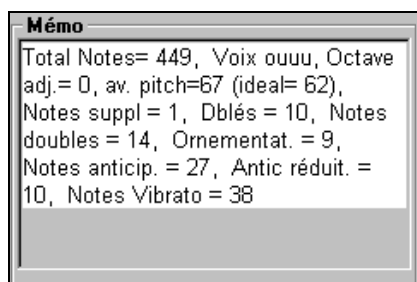 Mémo
Total Notes= 449,  Voix ouuu, Octave
adj.= 0, av. pitch=67 (ideal= 62),
Notes suppl = 1,  Dblés = 10,  Notes
doubles = 14,  Ornementat. = 9,
Notes anticip. = 27,  Antic réduit. =
10,  Notes Vibrato = 38